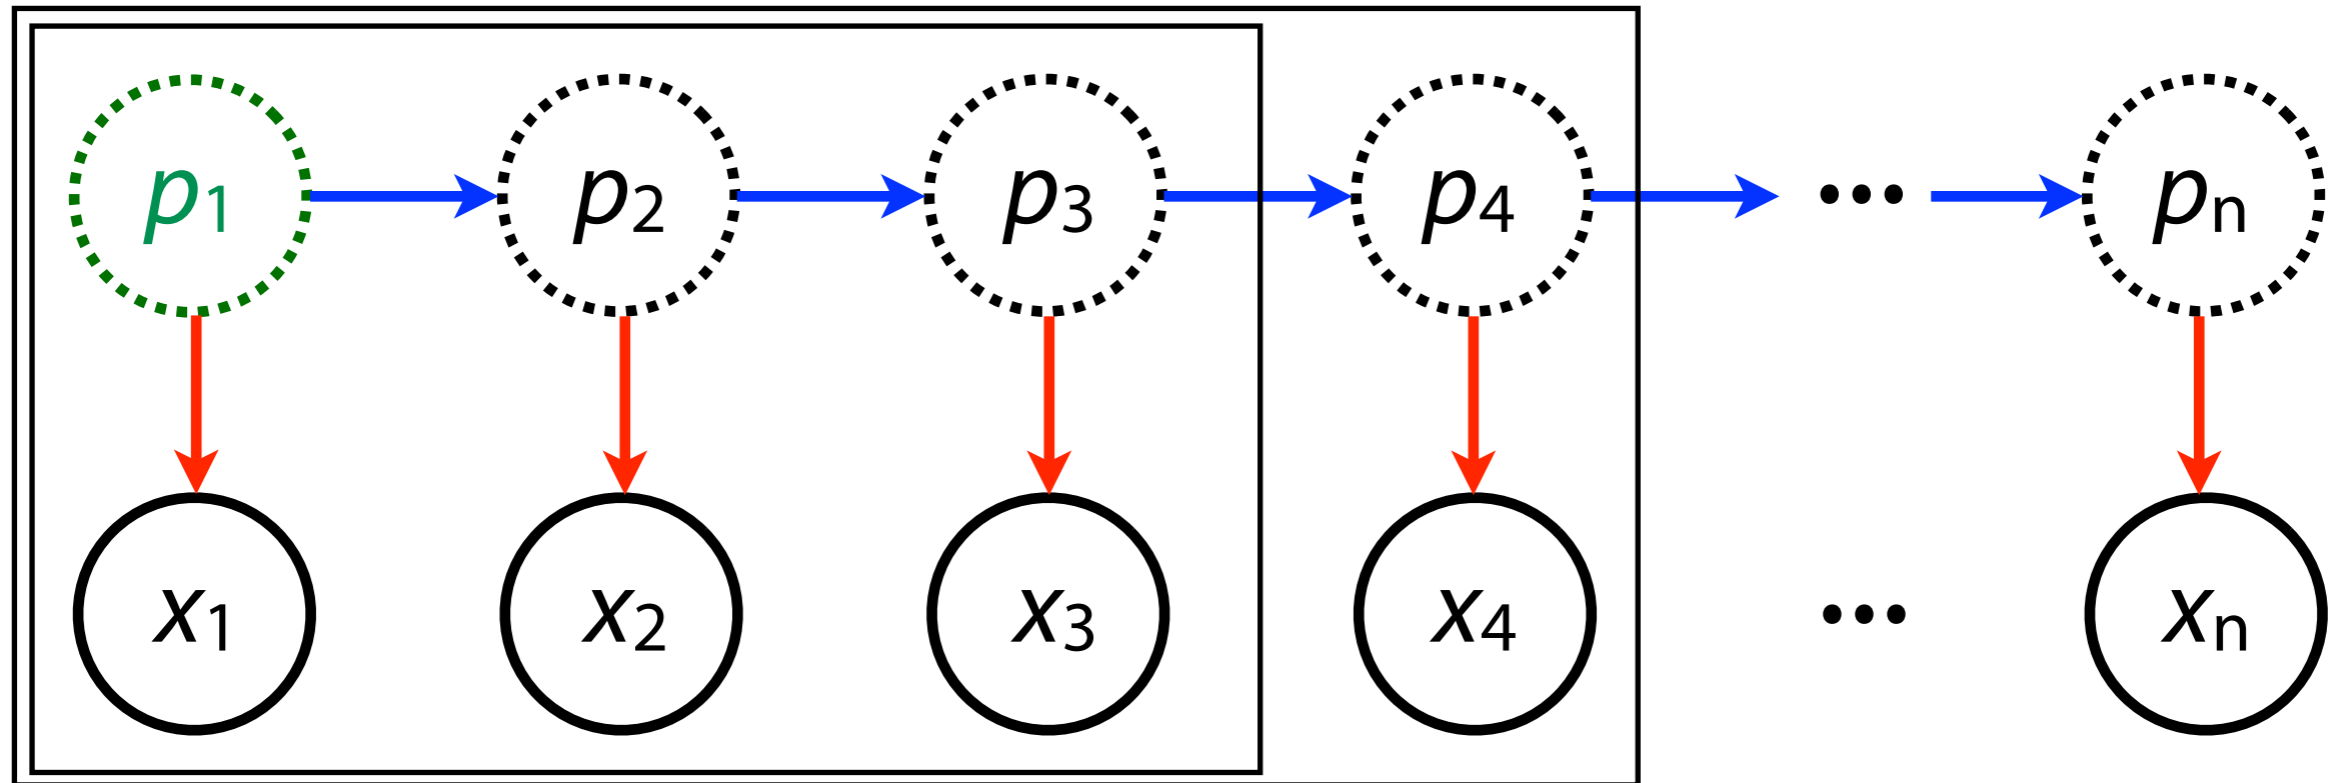 p1 p2 p3 p4 ••• pn
x1 x2 x3 x4 ••• xn